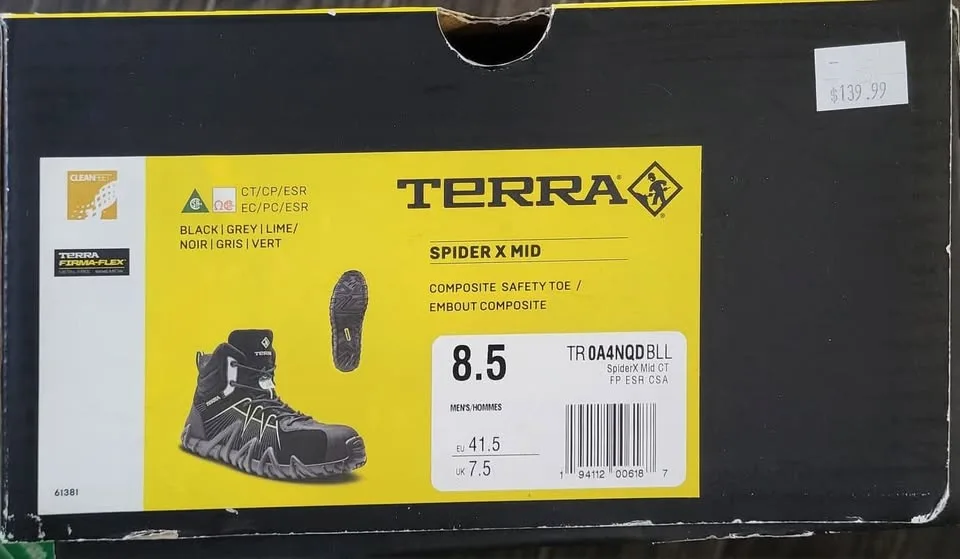 $139.99
CLEANFEET
TERRA
FIRMA-FLEX
CT/CP/ESR
EC/PC/ESR
BLACK | GREY | LIME/
NOIR | GRIS | VERT
TERRA
SPIDER X MID
COMPOSITE SAFETY TOE /
EMBOUT COMPOSITE
TERRA
8.5
MEN'S/HOMMES
EU 41.5
UK 7.5
TR 0A4NQD BLL
SpiderX Mid CT
FP ESR CSA
1 94112 00618 7
61381